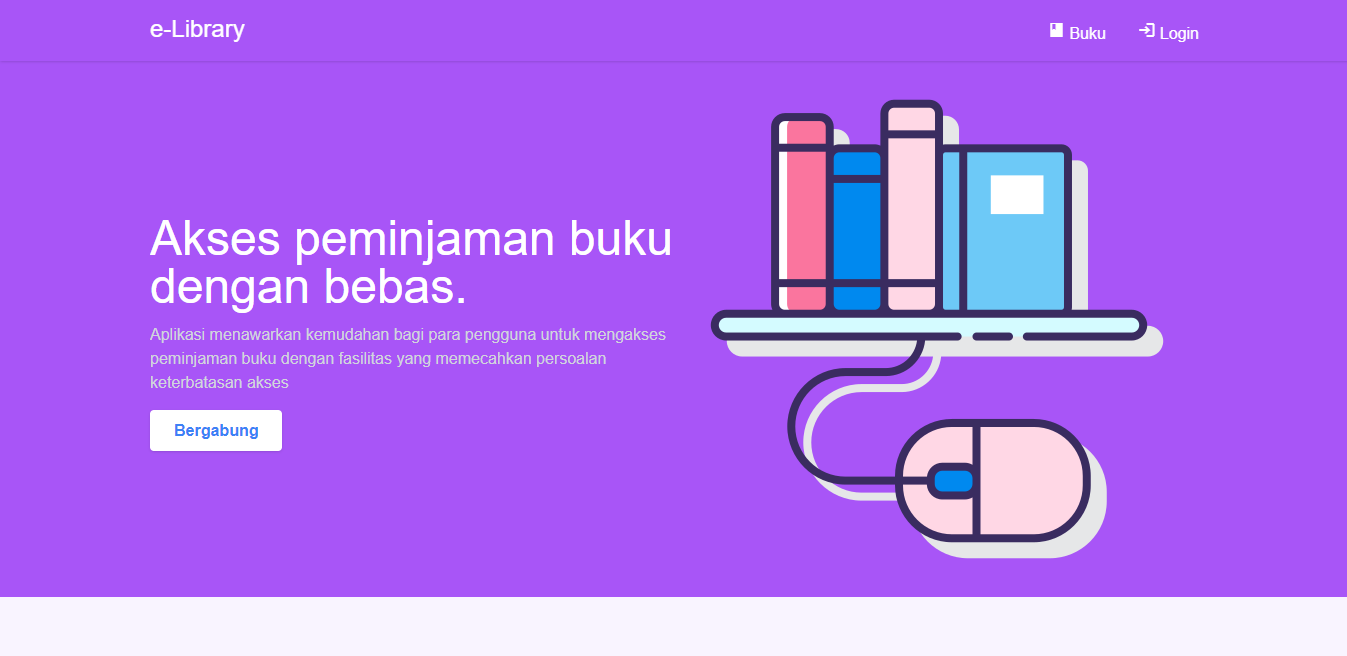 e-Library
Buku
Login
Akses peminjaman buku
dengan bebas.
Aplikasi menawarkan kemudahan bagi para pengguna untuk mengakses
peminjaman buku dengan fasilitas yang memecahkan persoalan
keterbatasan akses
Bergabung